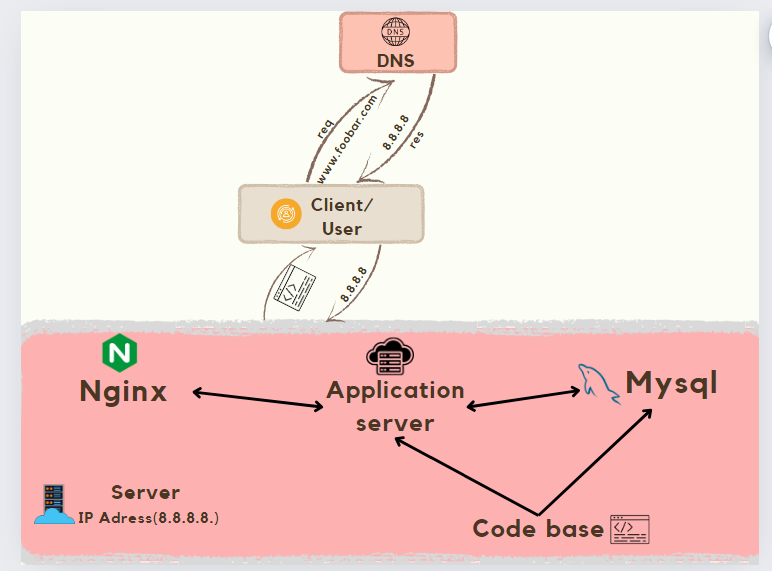 DNS
DNS
req
www.foobar.com
8.8.8.8
res
Client/
User
</>
8.8.8.8
N
Nginx
Application
server
Mysql
Server
IP Adress(8.8.8.8.)
Code base
</>